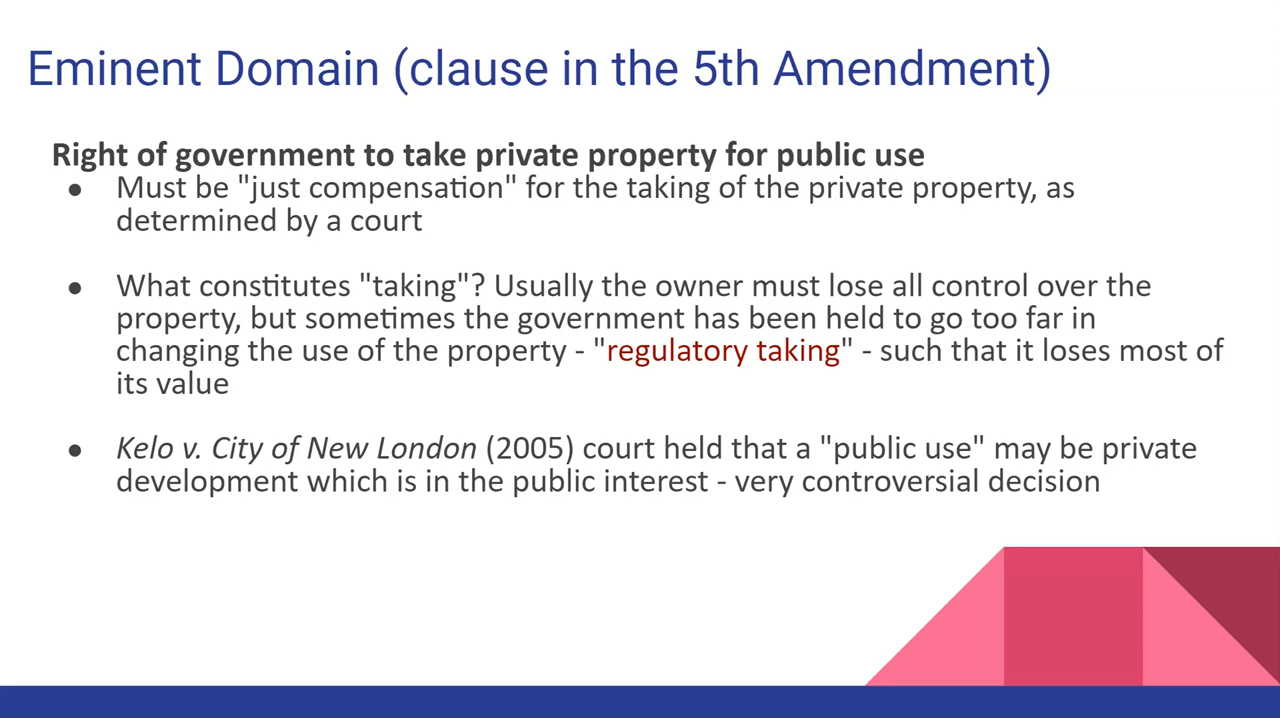 Eminent Domain (clause in the 5th Amendment)
Right of government to take private property for public use
● Must be "just compensation" for the taking of the private property, as
determined by a court
● What constitutes "taking"? Usually the owner must lose all control over the
property, but sometimes the government has been held to go too far in
changing the use of the property - "regulatory taking" - such that it loses most of
its value
● Kelo v. City of New London (2005) court held that a "public use" may be private
development which is in the public interest - very controversial decision